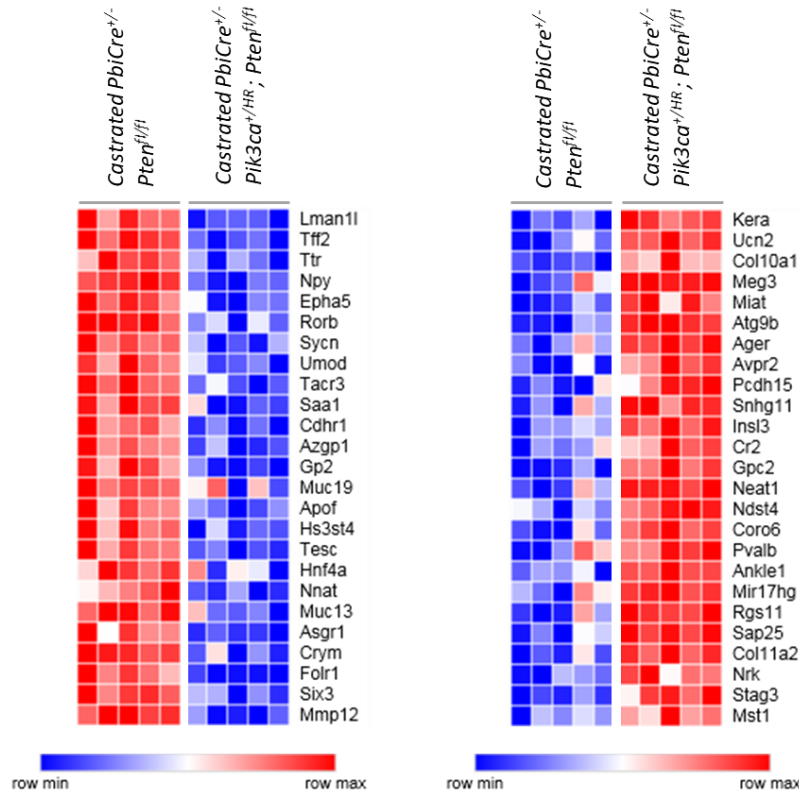 Castrated PbiCre+/-
Ptenfl/fl
Castrated PbiCre+/-
Pik3ca+/HR ; Ptenfl/fl
Lman1l
Tff2
Ttr
Npy
Epha5
Rorb
Sycn
Umod
Tacr3
Saa1
Cdhr1
Azgp1
Gp2
Muc19
Apof
Hs3st4
Tesc
Hnf4a
Nnat
Muc13
Asgr1
Crym
Folr1
Six3
Mmp12
row min
row max
Castrated PbiCre+/-
Ptenfl/fl
Castrated PbiCre+/-
Pik3ca+/HR ; Ptenfl/fl
Kera
Ucn2
Col10a1
Meg3
Miat
Atg9b
Ager
Avpr2
Pcdh15
Snhg11
Insl3
Cr2
Gpc2
Neat1
Ndst4
Coro6
Pvalb
Ankle1
Mir17hg
Rgs11
Sap25
Col11a2
Nrk
Stag3
Mst1
row min
row max